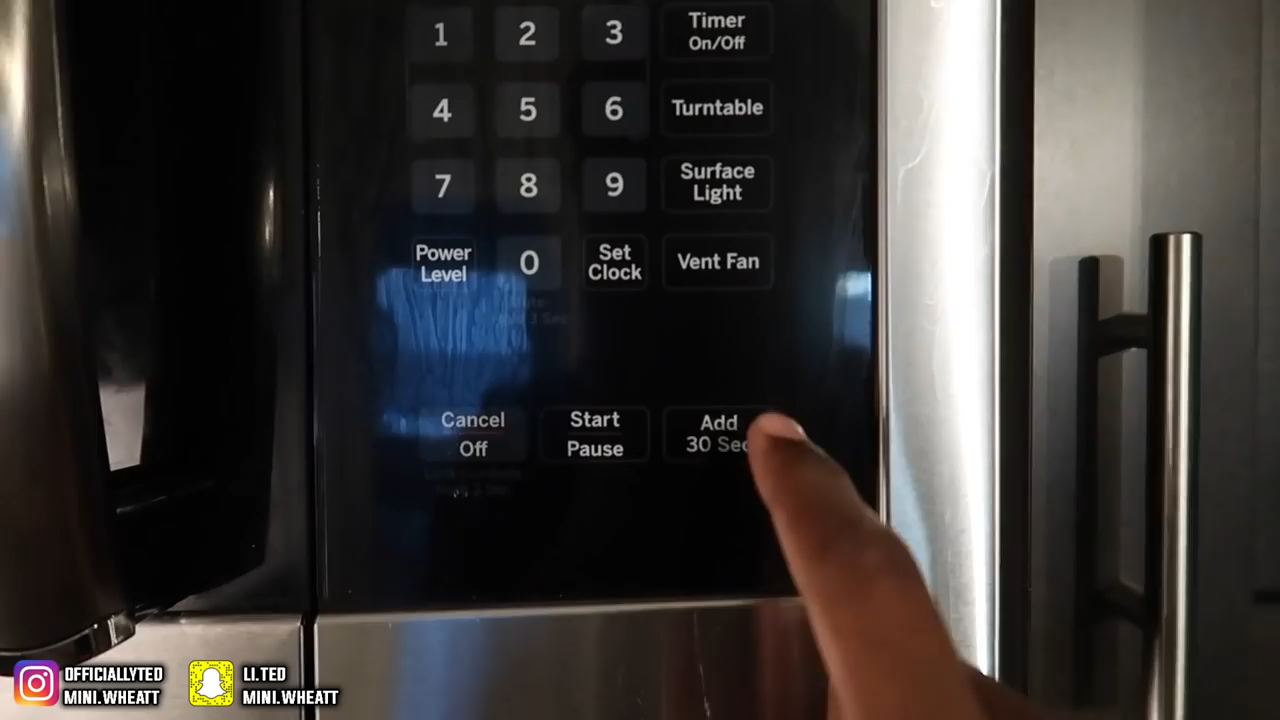 1 2 3 Timer
On/Off
4 5 6 Turntable
7 8 9 Surface
Light
Power
Level
0
Set
Clock
Vent Fan
Cancel
Off
Start
Pause
Add
30 Sec
OFFICIALLYTED
MINI.WHEATT
LI.TED
MINI.WHEATT